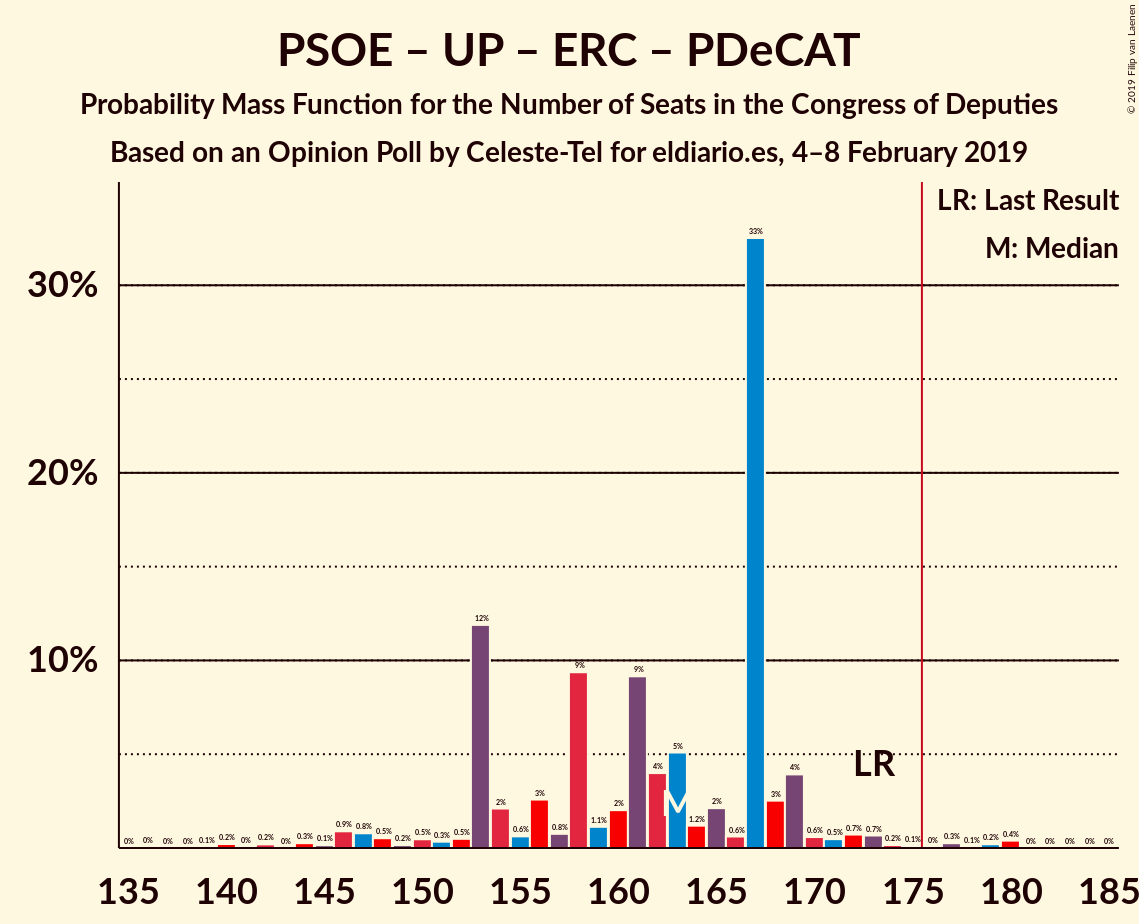 PSOE – UP – ERC – PDeCAT
Probability Mass Function for the Number of Seats in the Congress of Deputies
Based on an Opinion Poll by Celeste-Tel for eldiario.es, 4–8 February 2019
© 2019 Filip van Laenen
LR: Last Result
M: Median
30%
20%
10%
33%
12%
9%
9%
5%
4%
4%
LR
M
0% 0% 0% 0% 0.1% 0.2% 0% 0.2% 0% 0.3% 0.1% 0.9% 0.8% 0.5% 0.2% 0.5% 0.3% 0.5% 2% 0.6% 3% 0.8% 1.1% 2% 1.2% 2% 0.6% 3% 0.6% 0.5% 0.7% 0.7% 0.2% 0.1% 0% 0.3% 0.1% 0.2% 0.4% 0% 0% 0% 0% 0%
135 140 145 150 155 160 165 170 175 180 185